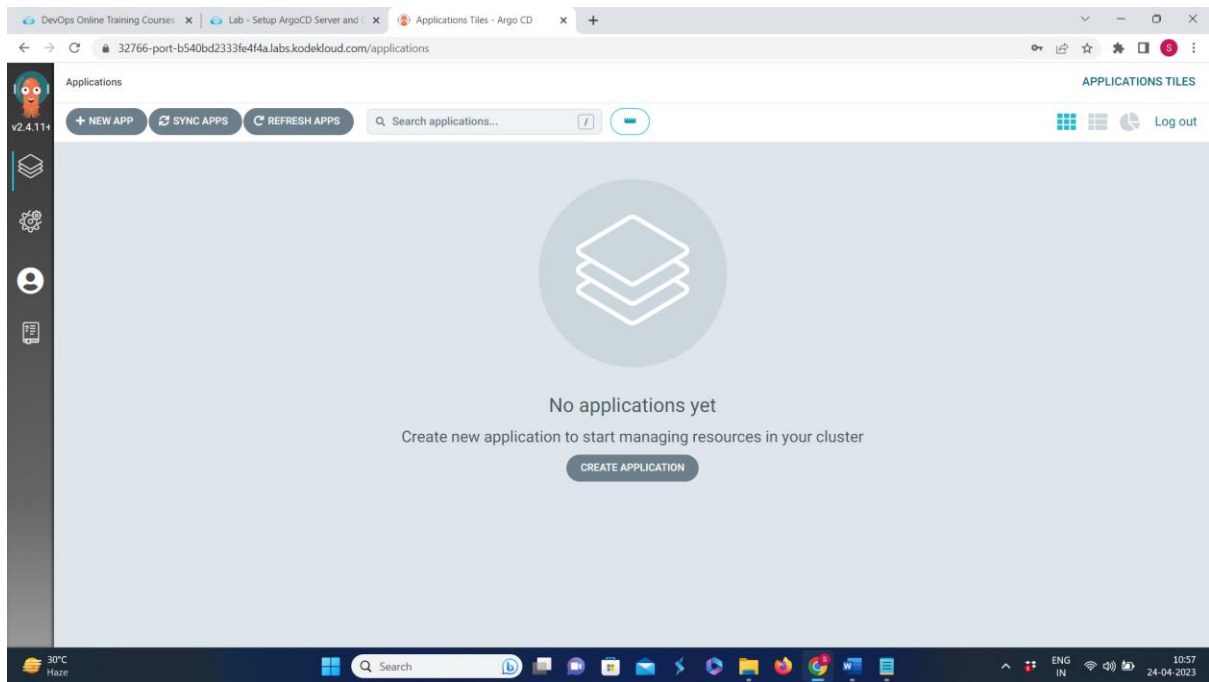 DevOps Online Training Courses
Lab - Setup ArgoCD Server and C
Applications Tiles - Argo CD
32766-port-b540bd2333fe4f4a.labs.kodekloud.com/applications
S
Applications
APPLICATIONS TILES
v2.4.11+
+ NEW APP
SYNC APPS
REFRESH APPS
Search applications...
/
Log out
No applications yet
Create new application to start managing resources in your cluster
CREATE APPLICATION
30°C
Haze
Search
ENG
IN
10:57
24-04-2023